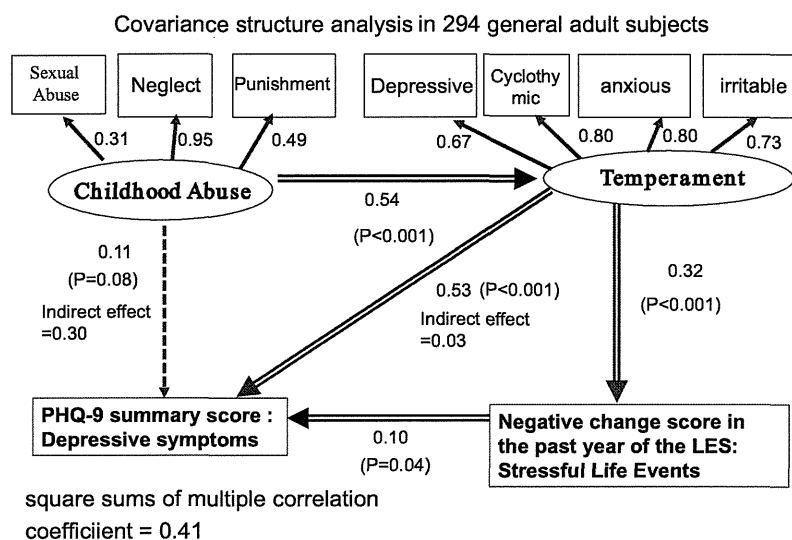 Covariance structure analysis in 294 general adult subjects
Sexual
Abuse
Neglect
Punishment
Depressive
Cyclothy
mic
anxious
irritable
0.31
0.95
0.49
0.67
0.80
0.80
0.73
Childhood Abuse
Temperament
0.54
(P<0.001)
0.11
(P=0.08)
Indirect effect
=0.30
0.53 (P<0.001)
Indirect effect
=0.03
0.32
(P<0.001)
PHQ-9 summary score :
Depressive symptoms
0.10
(P=0.04)
Negative change score in
the past year of the LES:
Stressful Life Events
square sums of multiple correlation
coefficiient = 0.41